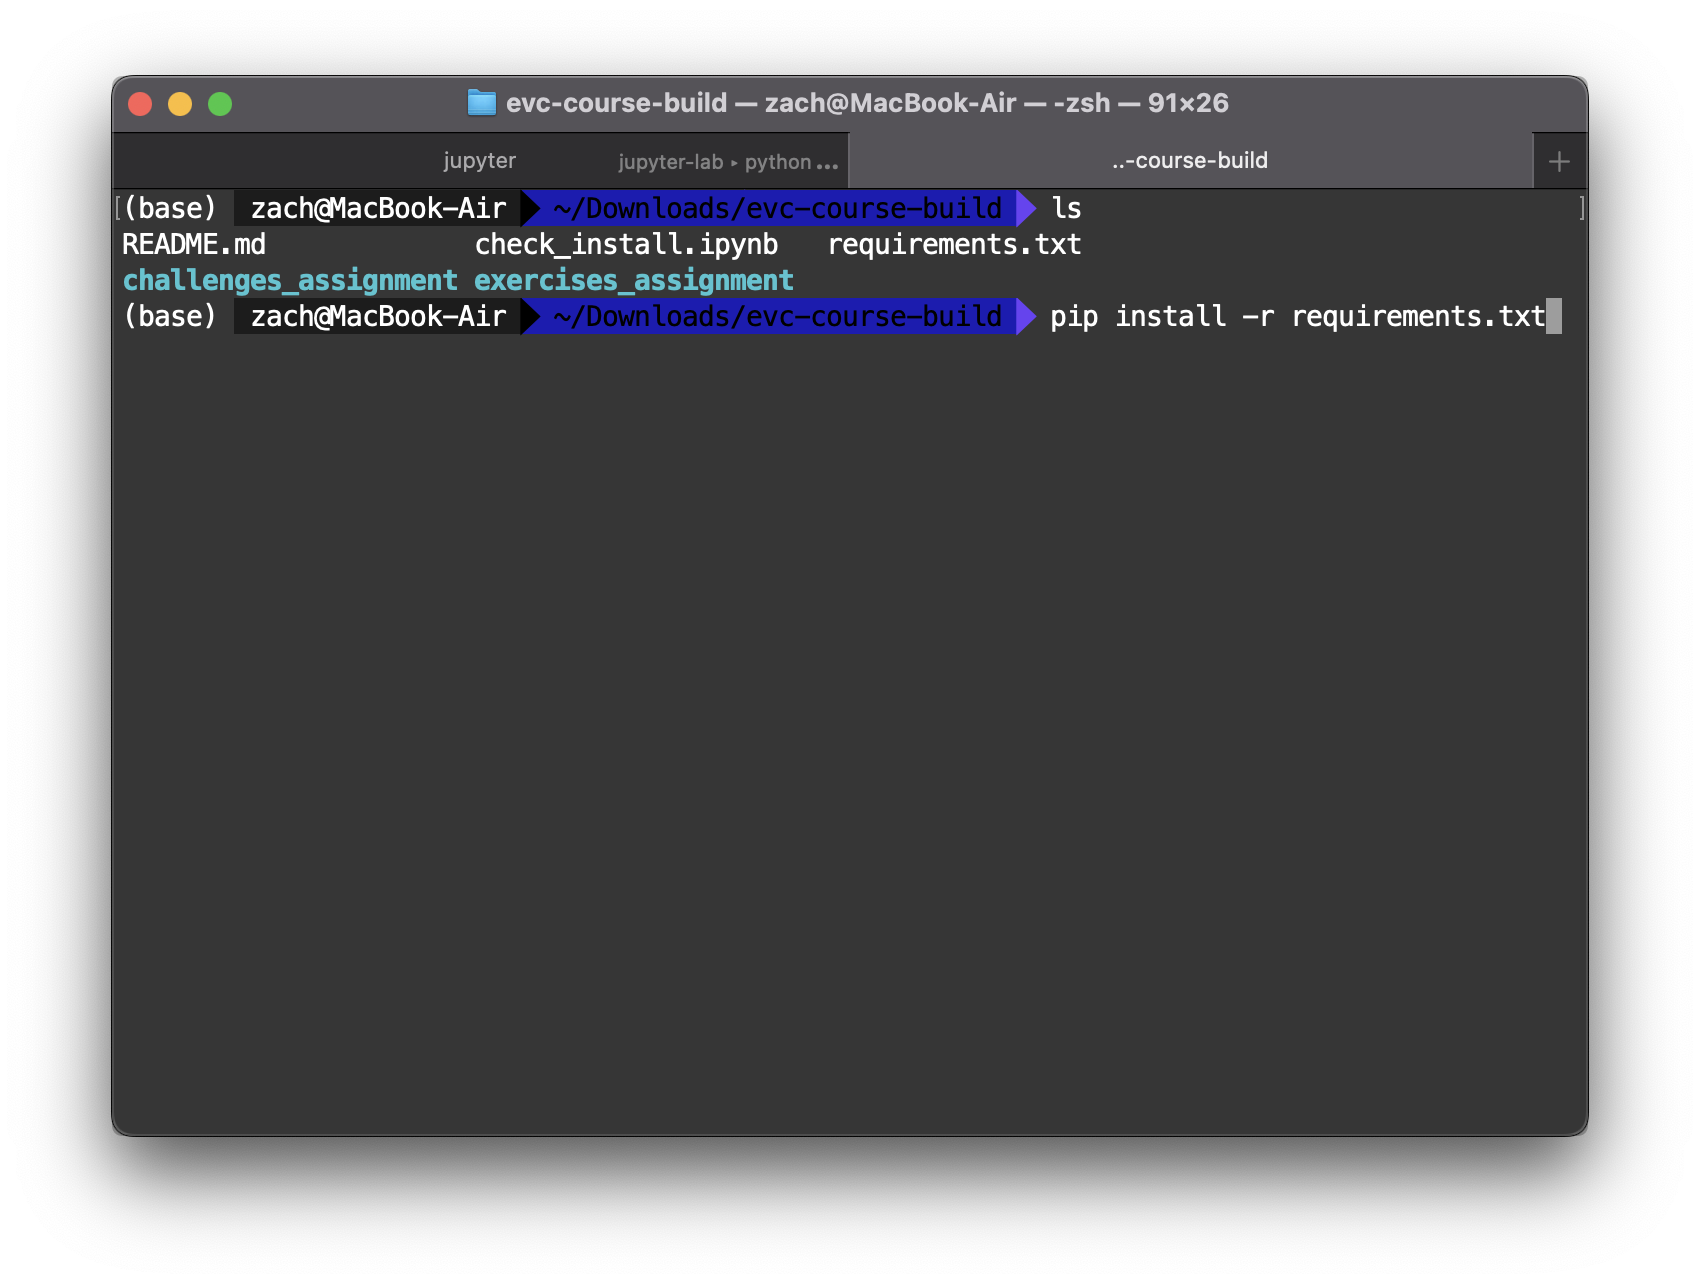 evc-course-build — zach@MacBook-Air — -zsh — 91×26
jupyter jupyter-lab ▸ python ... ..-course-build +
[(base) zach@MacBook-Air ~/Downloads/evc-course-build ls ]
README.md check_install.ipynb requirements.txt
challenges_assignment exercises_assignment
(base) zach@MacBook-Air ~/Downloads/evc-course-build pip install -r requirements.txt